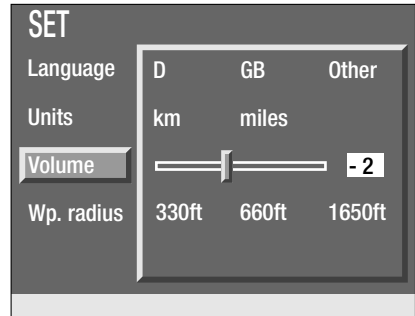 SET
Language D GB Other
Units km miles
Volume - 2
Wp. radius 330ft 660ft 1650ft